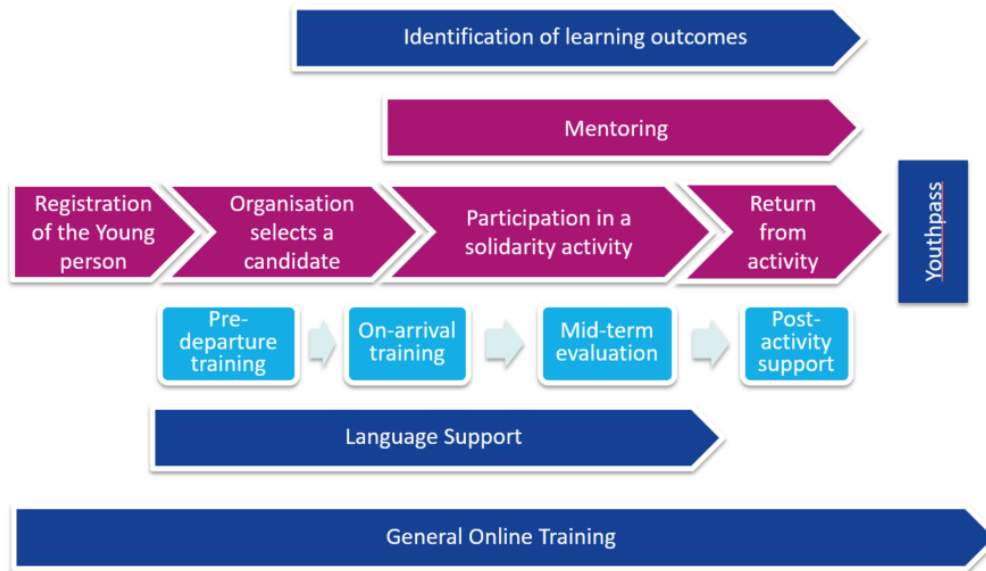 Identification of learning outcomes
Mentoring
Registration
of the Young
person
Organisation
selects a
candidate
Participation in a
solidarity activity
Return
from
activity
Youthpass
Pre-
departure
training
On-arrival
training
Mid-term
evaluation
Post-
activity
support
Language Support
General Online Training